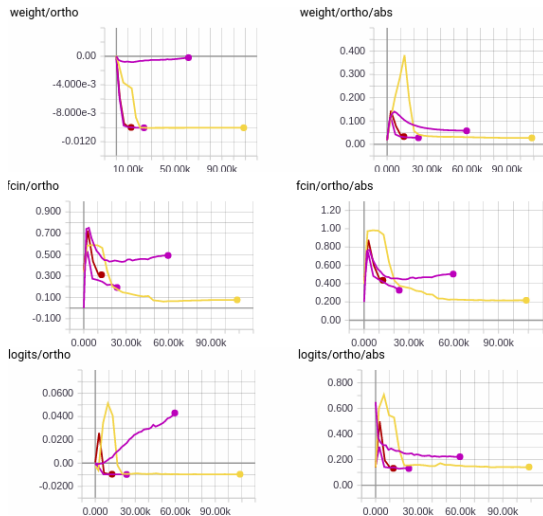 weight/ortho
0.00
-4.000e-3
-8.000e-3
-0.0120
10.00k 50.00k 90.00k
weight/ortho/abs
0.400
0.300
0.200
0.100
0.00
0.000 30.00k 60.00k 90.00k
fcin/ortho
0.900
0.700
0.500
0.300
0.100
-0.100
0.000 30.00k 60.00k 90.00k
fcin/ortho/abs
1.20
1.00
0.800
0.600
0.400
0.200
0.00
0.000 30.00k 60.00k 90.00k
logits/ortho
0.0600
0.0400
0.0200
0.00
-0.0200
0.000 30.00k 60.00k 90.00k
logits/ortho/abs
0.800
0.600
0.400
0.200
0.00
0.000 30.00k 60.00k 90.00k